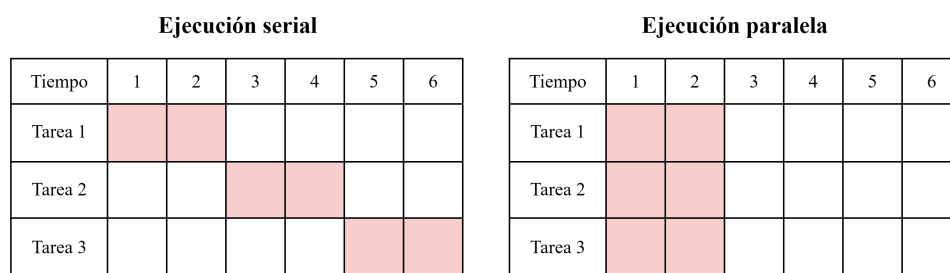 Ejecución serial
Tiempo 1 2 3 4 5 6
Tarea 1
Tarea 2
Tarea 3
Ejecución paralela
Tiempo 1 2 3 4 5 6
Tarea 1
Tarea 2
Tarea 3